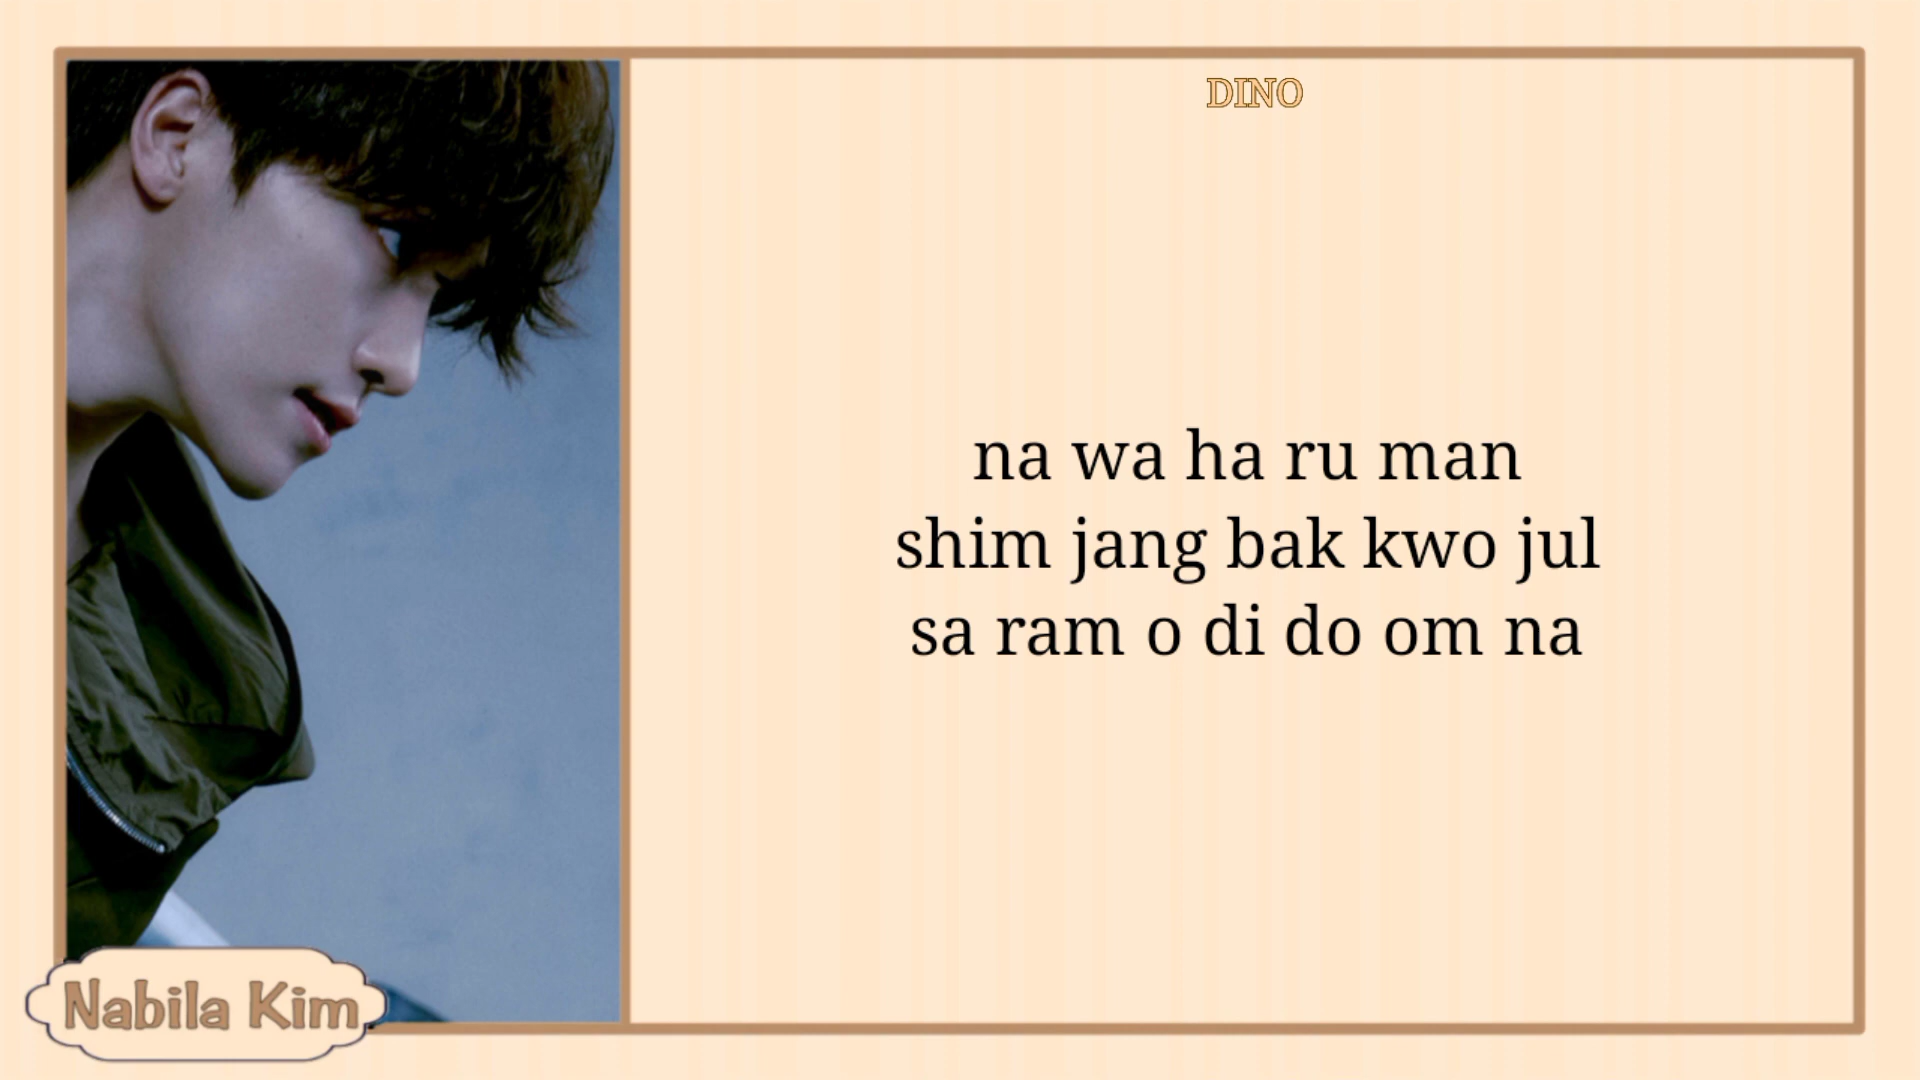 DINO
na wa ha ru man
shim jang bak kwo jul
sa ram o di do om na
Nabila Kim